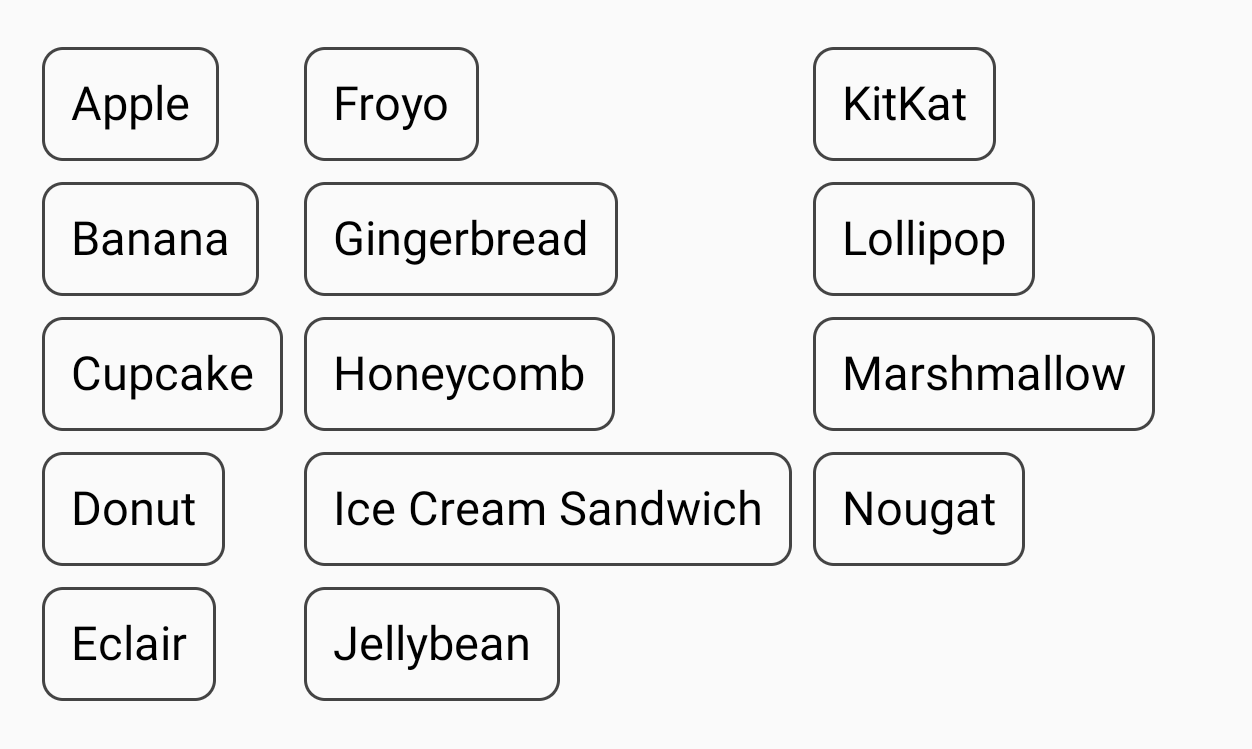 Apple
Banana
Cupcake
Donut
Eclair
Froyo
Gingerbread
Honeycomb
Ice Cream Sandwich
Jellybean
KitKat
Lollipop
Marshmallow
Nougat